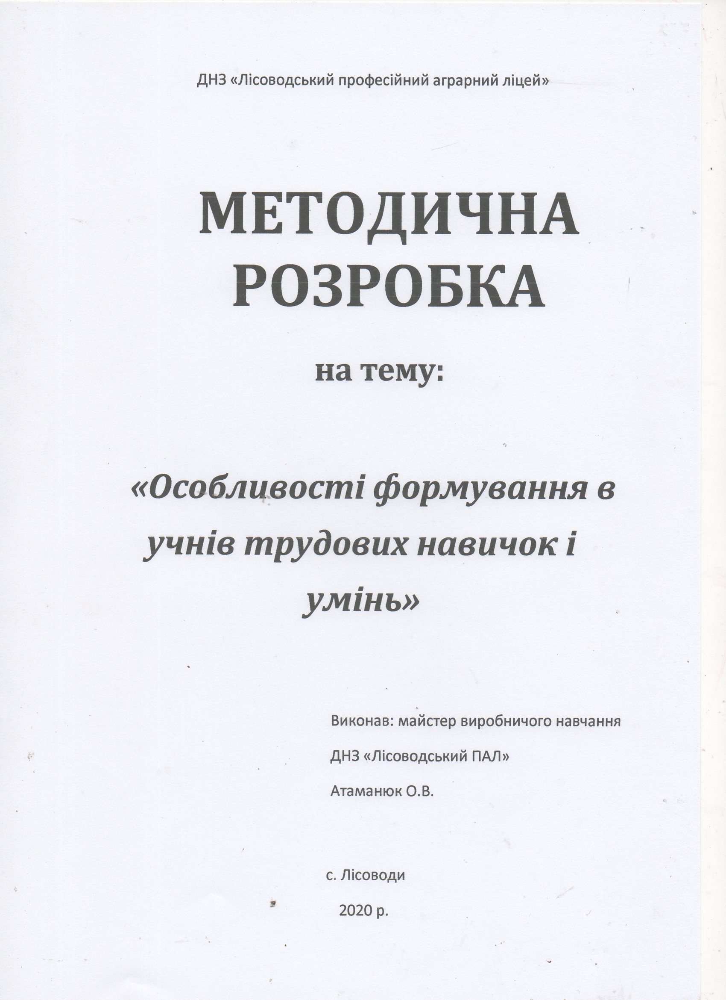 ДНЗ «Лісоводський професійний аграрний ліцей»
МЕТОДИЧНА
РОЗРОБКА
на тему:
«Особливості формування в
учнів трудових навичок і
умінь»
Виконав: майстер виробничого навчання
ДНЗ «Лісоводський ПАЛ»
Атаманюк О.В.
с. Лісоводи
2020 р.